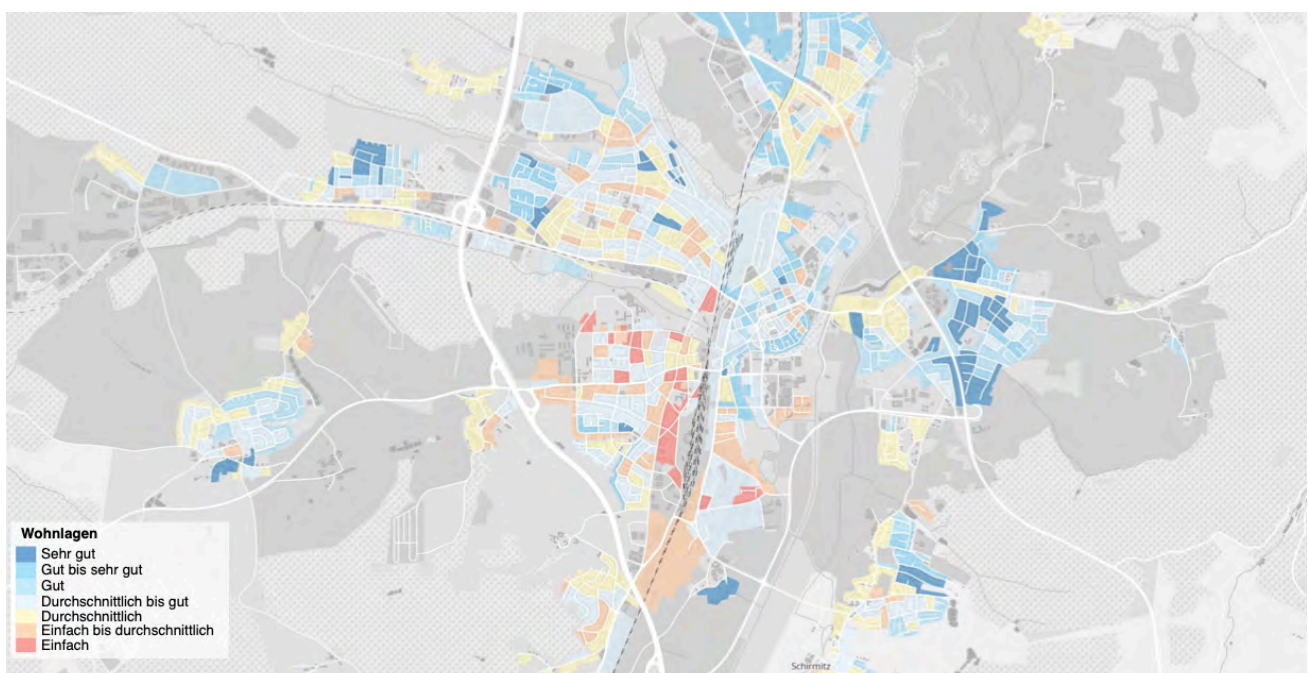 Wohnlagen
Sehr gut
Gut bis sehr gut
Gut
Durchschnittlich bis gut
Durchschnittlich
Einfach bis durchschnittlich
Einfach
Schirmitz